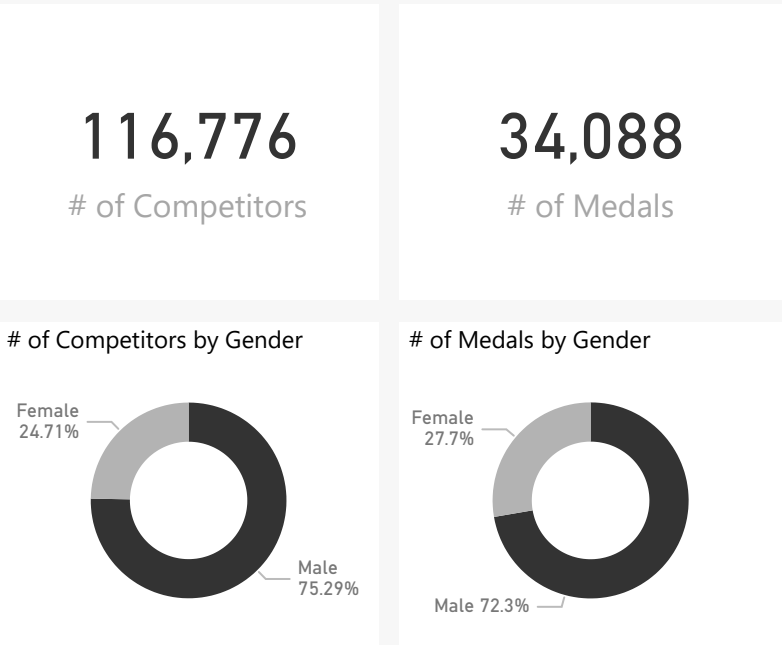 116,776
# of Competitors
34,088
# of Medals
# of Competitors by Gender
Female
24.71%
Male
75.29%
# of Medals by Gender
Female
27.7%
Male 72.3%